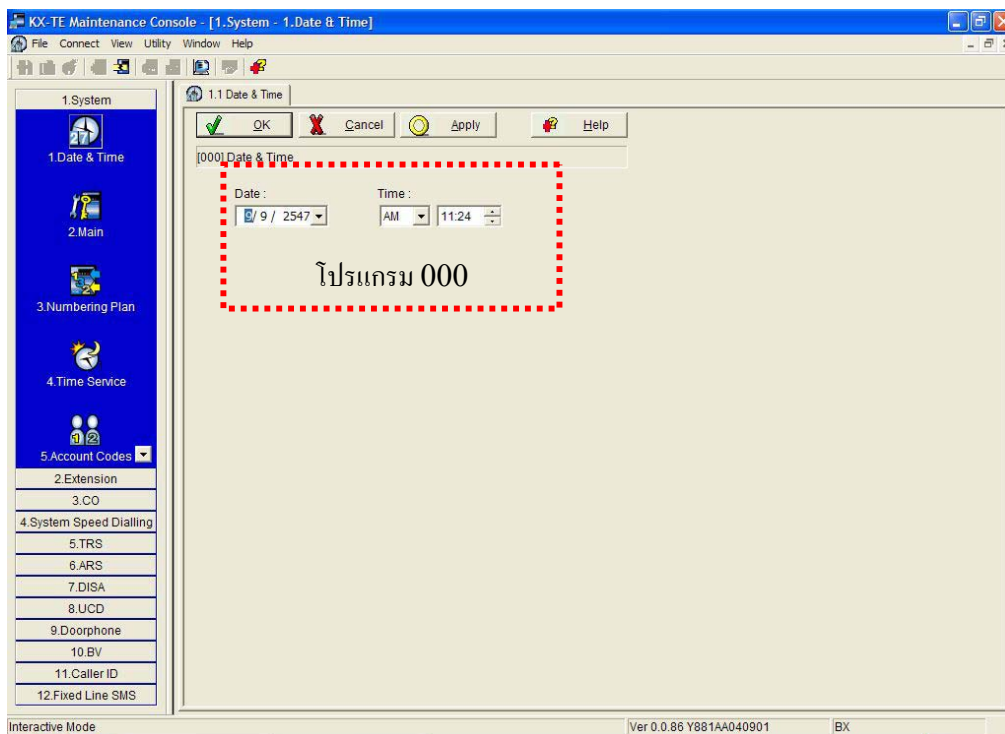 KX-TE Maintenance Console - [1.System - 1.Date & Time]
File Connect View Utility Window Help
1.System
1.Date & Time
2.Main
3.Numbering Plan
4.Time Service
5.Account Codes
2.Extension
3.CO
4.System Speed Dialling
5.TRS
6.ARS
7.DISA
8.UCD
9.Doorphone
10.BV
11.Caller ID
12.Fixed Line SMS
1.1 Date & Time
OK Cancel Apply Help
[000] Date & Time
Date : Time :
9/ 9 / 2547 AM 11:24
โปรแกรม 000
Interactive Mode Ver 0.0.86 Y881AA040901 BX